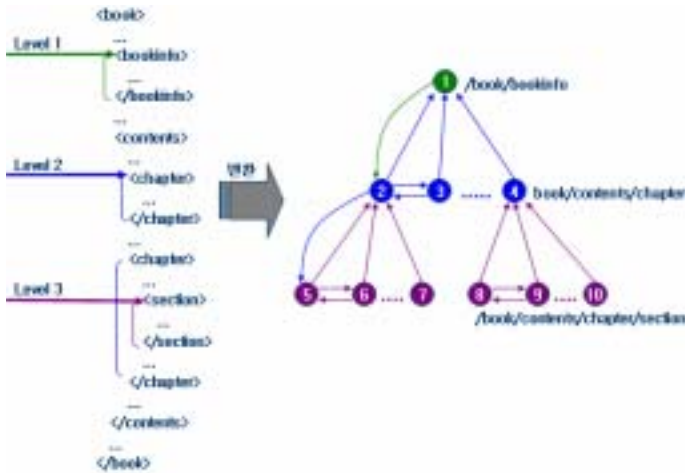 <book>
...
Level 1
<bookinfo>
...
</bookinfo>
...
<contents>
...
Level 2
<chapter>
...
</chapter>
...
<chapter>
...
Level 3
<section>
...
</section>
...
</chapter>
...
</contents>
...
</book>
1
/book/bookinfo
2 3 ..... 4
book/contents/chapter
5 6 .... 7 8 9 .... 10
/book/contents/chapter/section